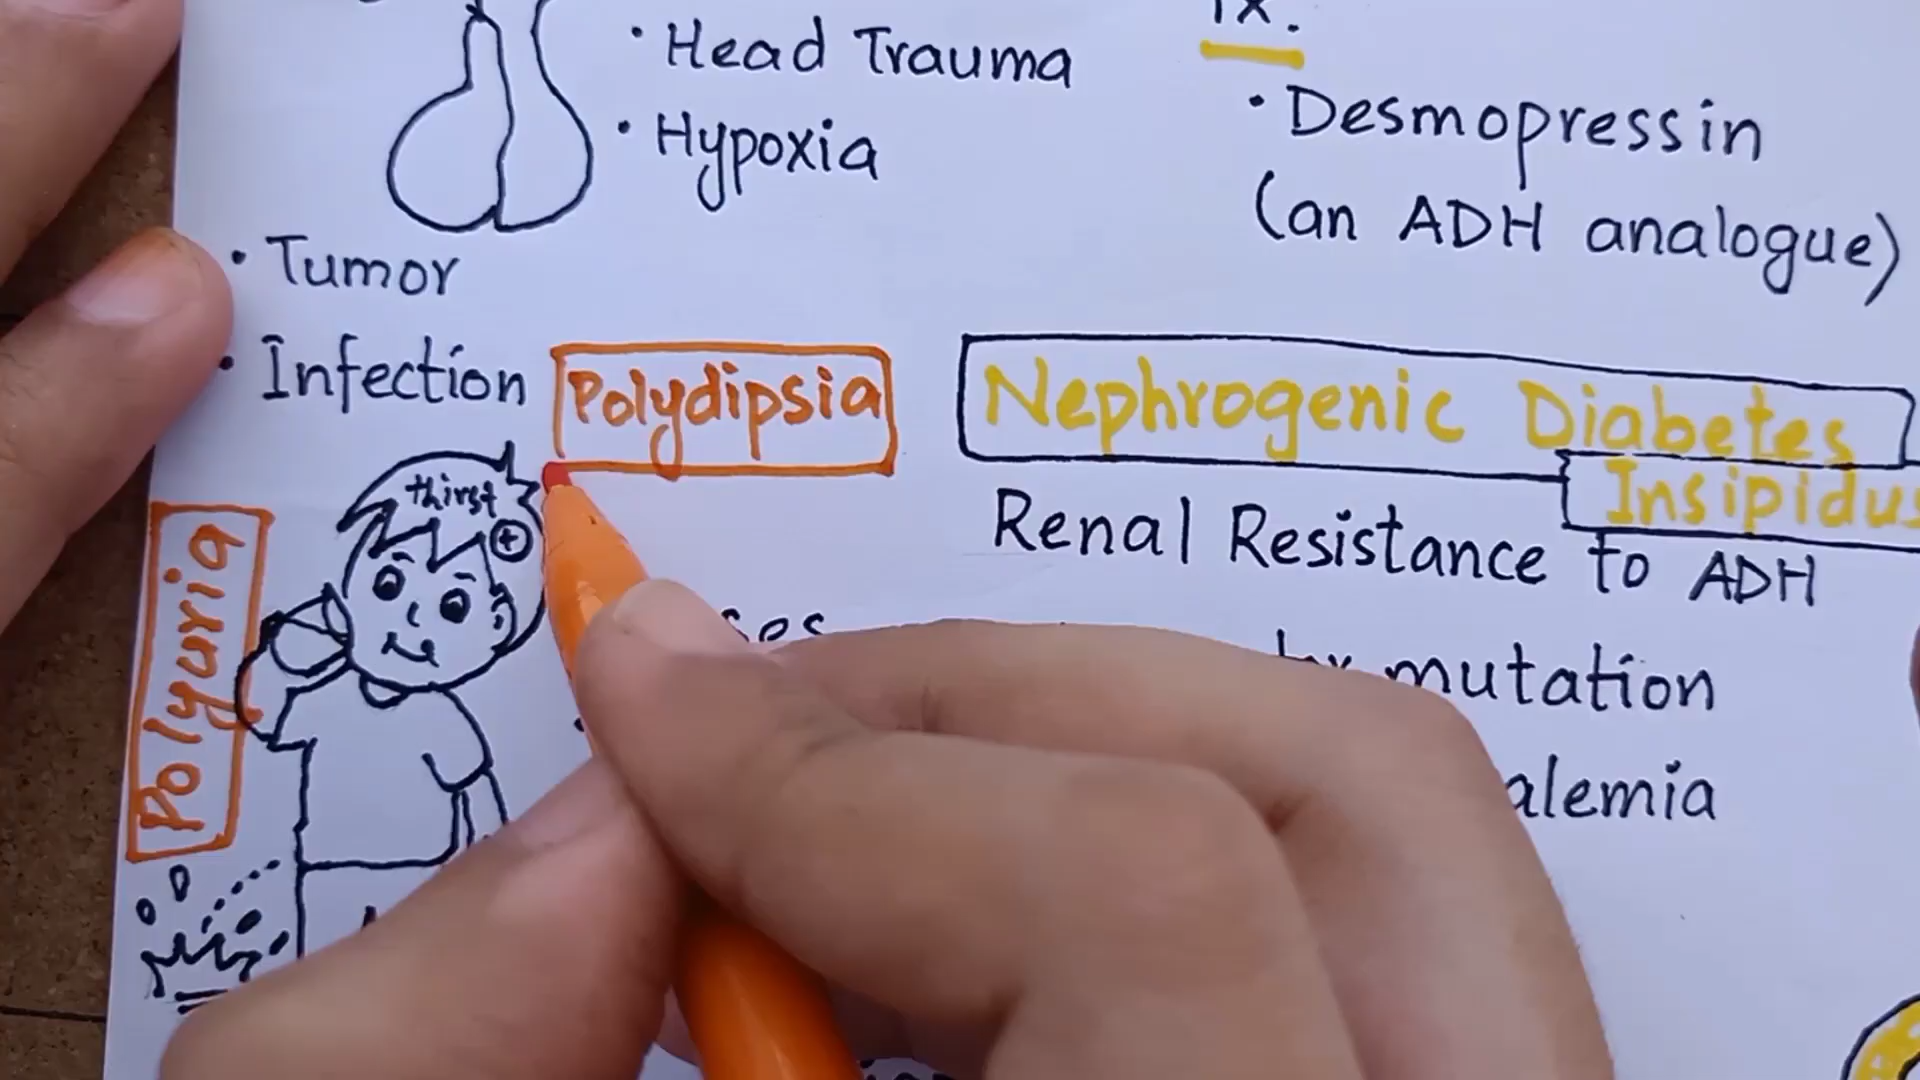 Tx.
• Head Trauma
• Hypoxia
• Desmopressin
(an ADH analogue)
• Tumor
• Infection
Polydipsia
Nephrogenic Diabetes
Insipidus
Renal Resistance to ADH
thirst
+
Polyuria
mutation